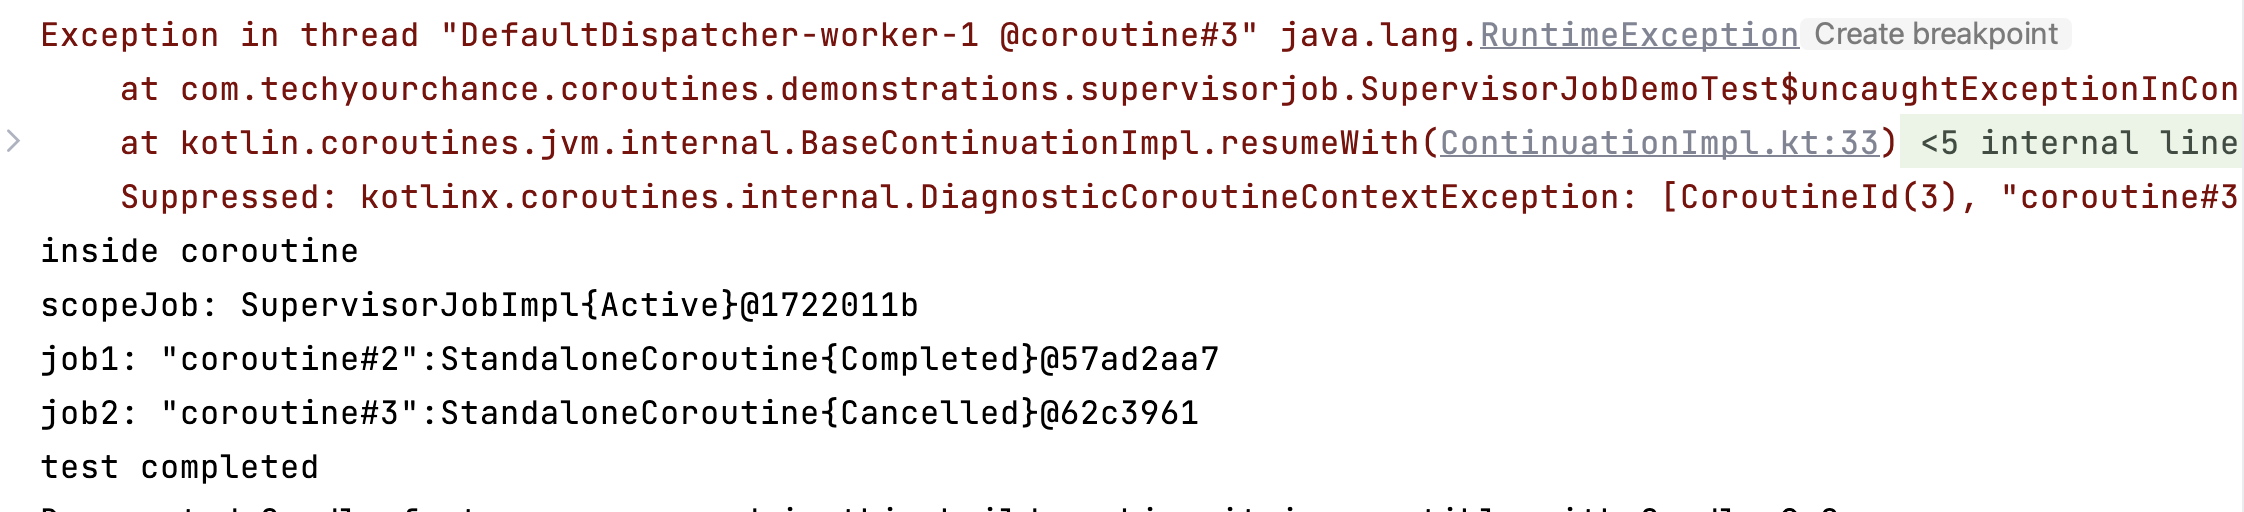 Exception in thread "DefaultDispatcher-worker-1 @coroutine#3" java.lang.RuntimeException Create breakpoint
at com.techyourchance.coroutines.demonstrations.supervisorjob.SupervisorJobDemoTest$uncaughtExceptionInCon
at kotlin.coroutines.jvm.internal.BaseContinuationImpl.resumeWith(ContinuationImpl.kt:33) <5 internal line
Suppressed: kotlinx.coroutines.internal.DiagnosticCoroutineContextException: [CoroutineId(3), "coroutine#3
inside coroutine
scopeJob: SupervisorJobImpl{Active}@1722011b
job1: "coroutine#2":StandaloneCoroutine{Completed}@57ad2aa7
job2: "coroutine#3":StandaloneCoroutine{Cancelled}@62c3961
test completed